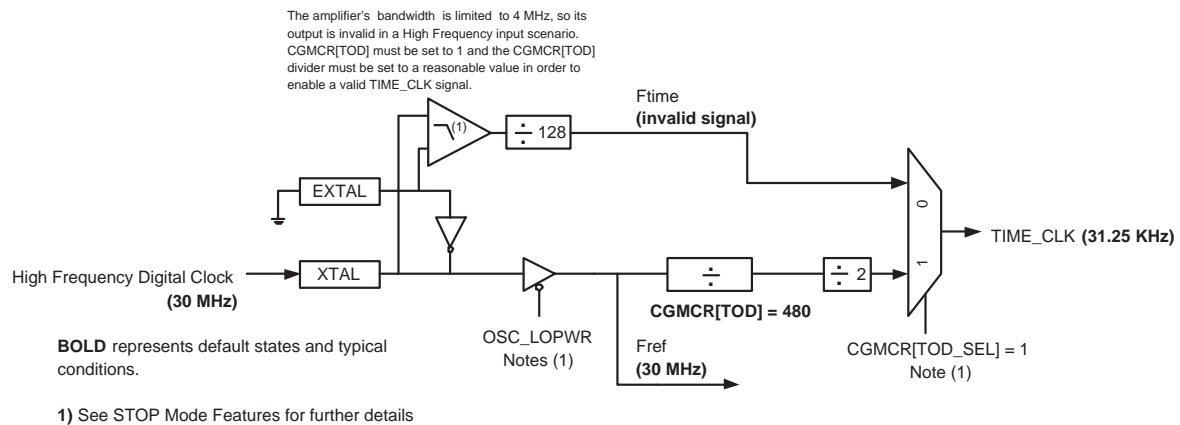 The amplifier's bandwidth is limited to 4 MHz, so its
output is invalid in a High Frequency input scenario.
CGMCR[TOD] must be set to 1 and the CGMCR[TOD]
divider must be set to a reasonable value in order to
enable a valid TIME_CLK signal.
Ftime
(invalid signal)
(1)
÷ 128
EXTAL
0
TIME_CLK (31.25 KHz)
High Frequency Digital Clock
(30 MHz)
XTAL
÷
÷ 2
1
CGMCR[TOD] = 480
OSC_LOPWR
Notes (1)
Fref
(30 MHz)
CGMCR[TOD_SEL] = 1
Note (1)
BOLD represents default states and typical
conditions.
1) See STOP Mode Features for further details